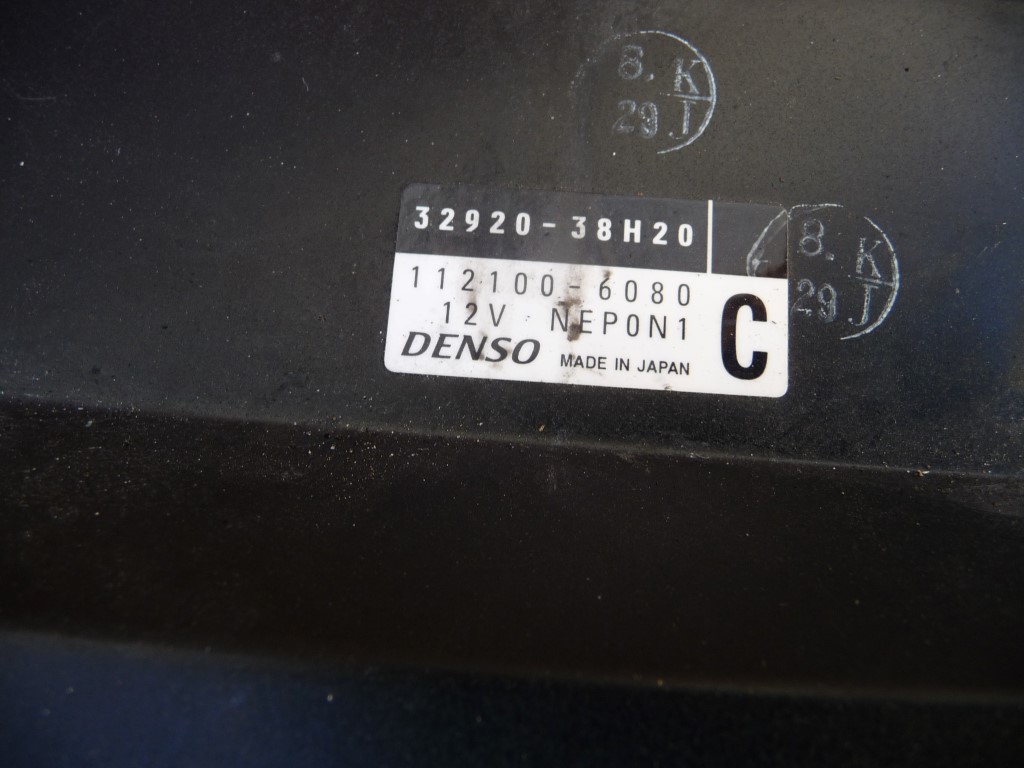 8. K
29 J
32920-38H20
112100-6080
12V NEP0N1
C
DENSO MADE IN JAPAN
8. K
29 J